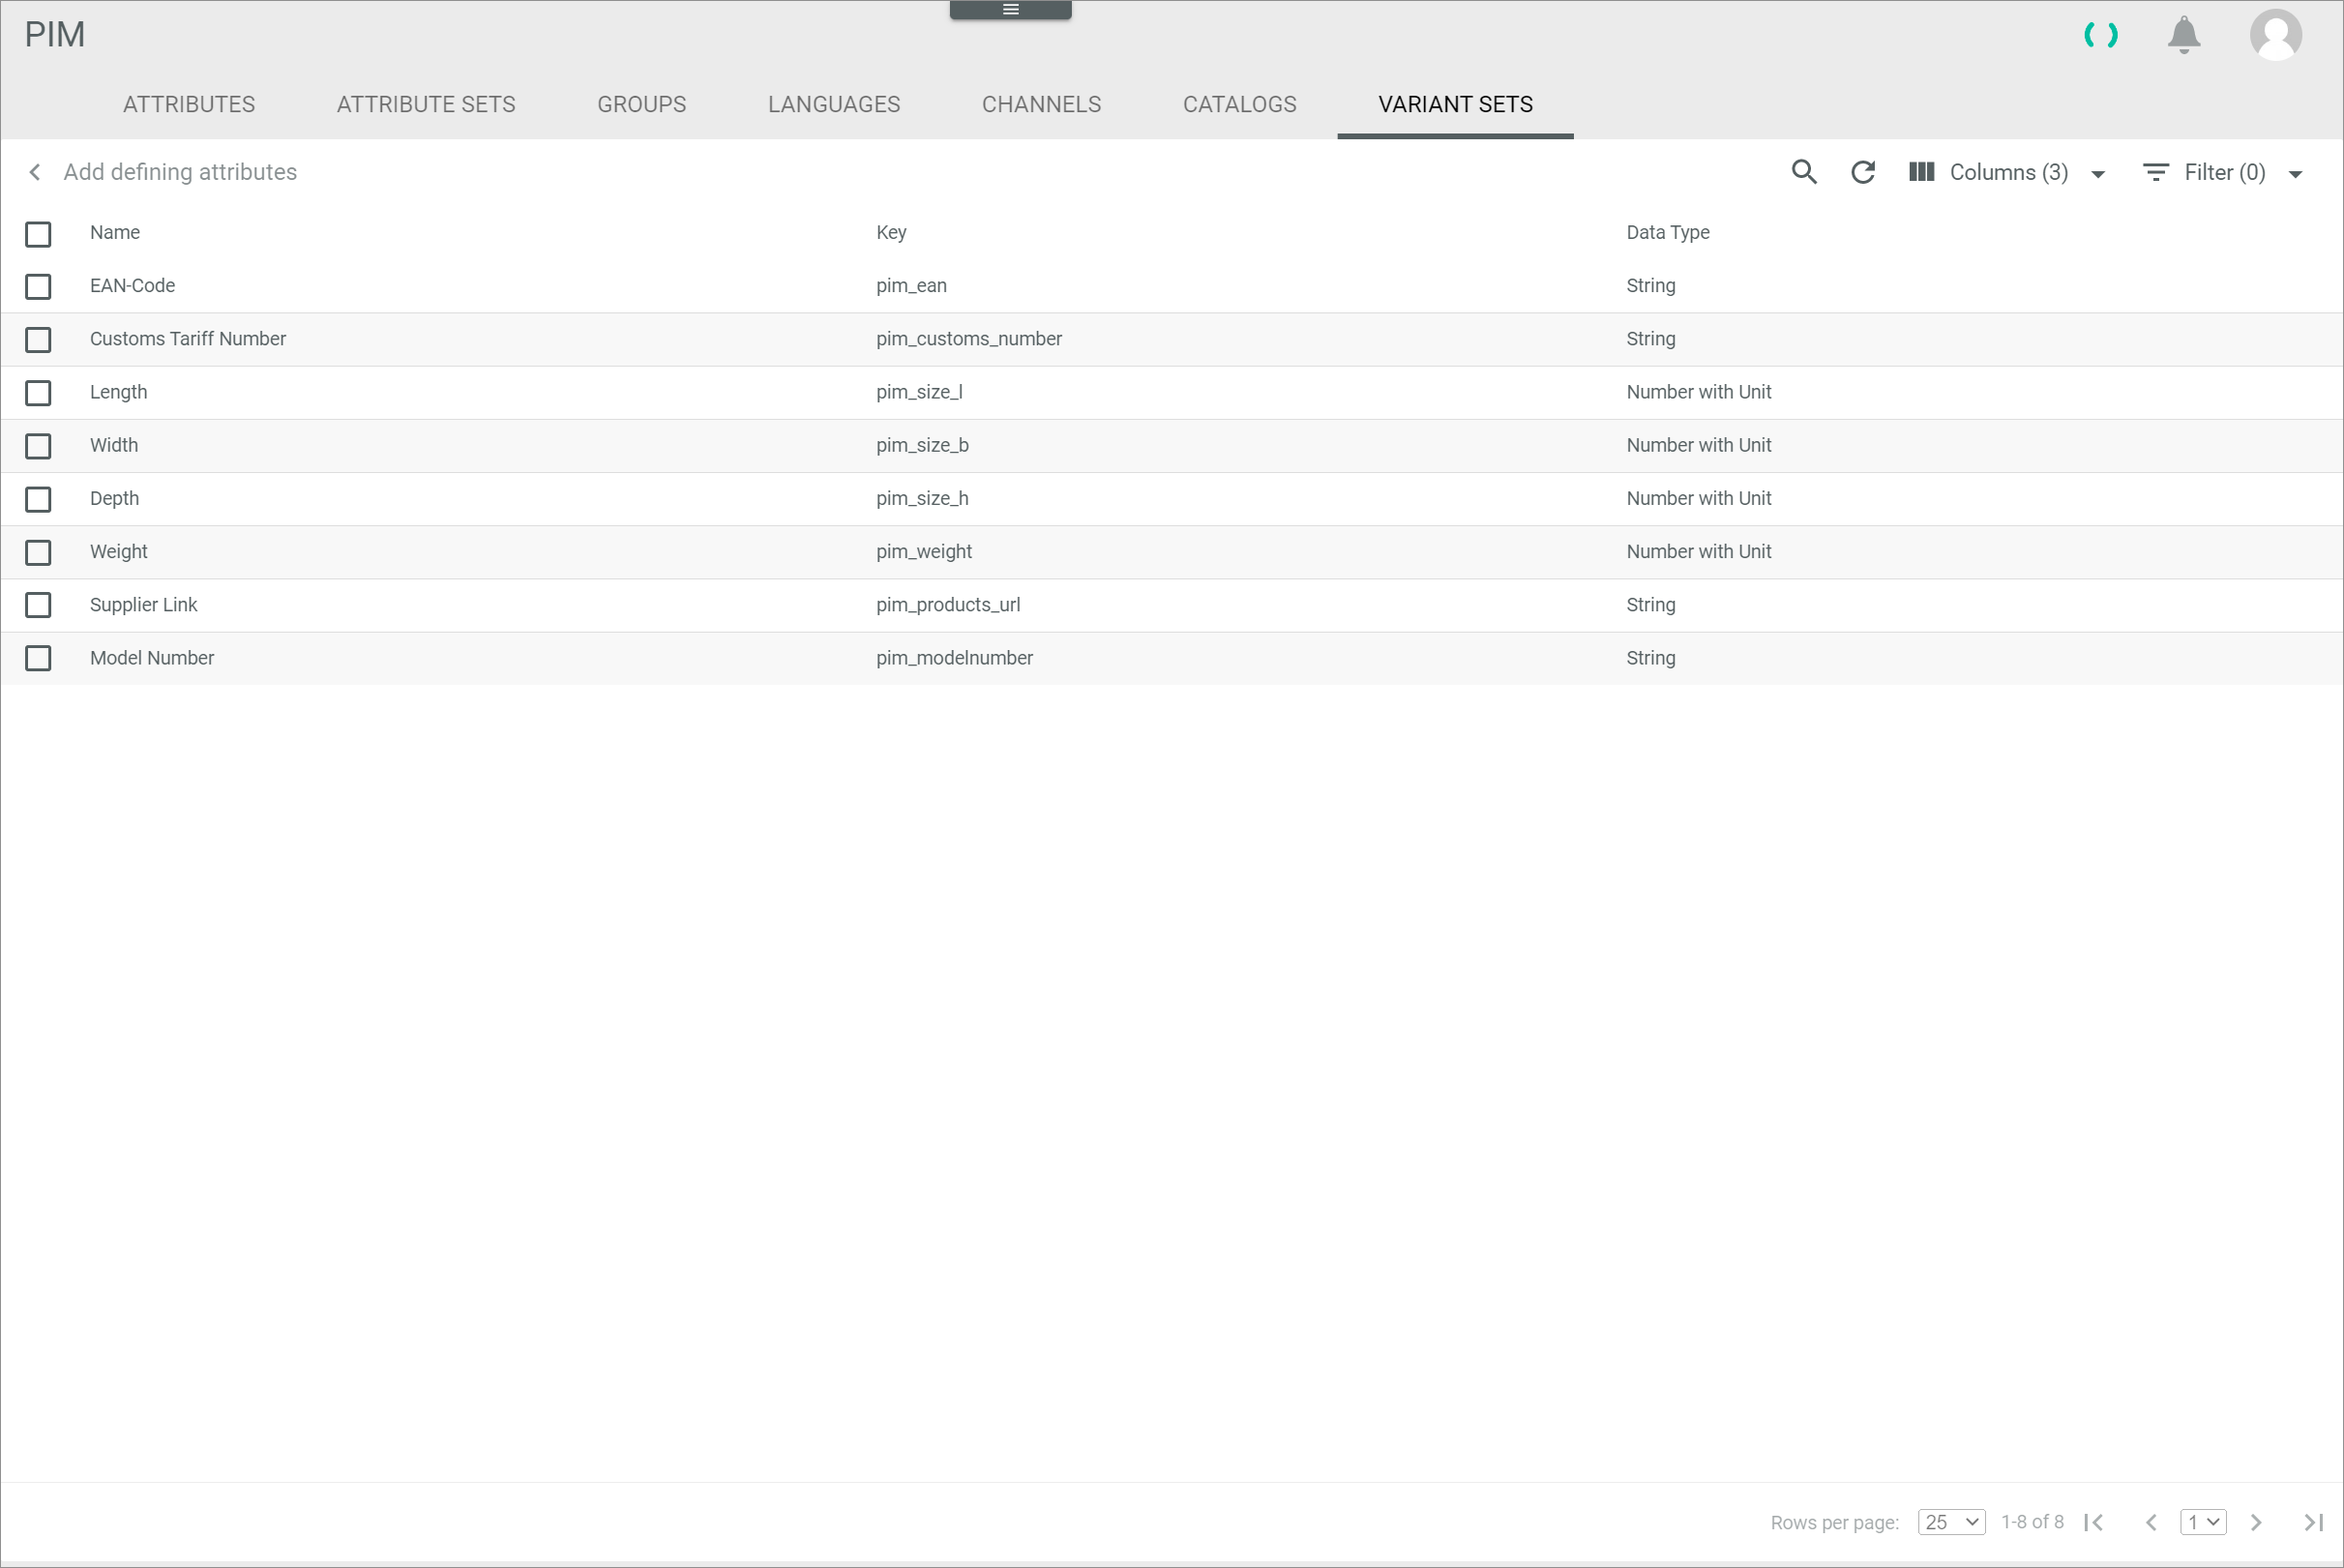 PIM
ATTRIBUTES ATTRIBUTE SETS GROUPS LANGUAGES CHANNELS CATALOGS VARIANT SETS
Add defining attributes Columns (3) Filter (0)
Name Key Data Type
EAN-Code pim_ean String
Customs Tariff Number pim_customs_number String
Length pim_size_l Number with Unit
Width pim_size_b Number with Unit
Depth pim_size_h Number with Unit
Weight pim_weight Number with Unit
Supplier Link pim_products_url String
Model Number pim_modelnumber String
Rows per page: 25 1-8 of 8 1